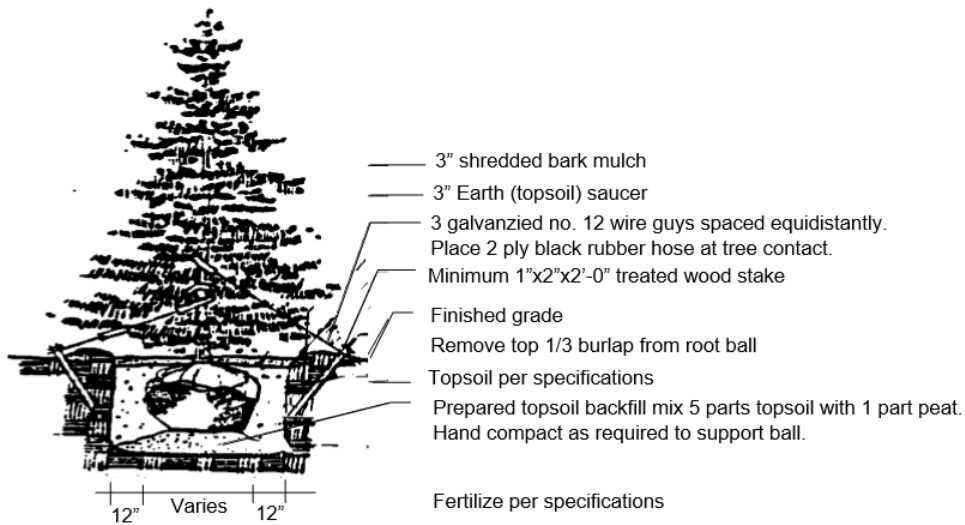 3” shredded bark mulch
3” Earth (topsoil) saucer
3 galvanzied no. 12 wire guys spaced equidistantly.
Place 2 ply black rubber hose at tree contact.
Minimum 1”x2”x2’-0” treated wood stake
Finished grade
Remove top 1/3 burlap from root ball
Topsoil per specifications
Prepared topsoil backfill mix 5 parts topsoil with 1 part peat.
Hand compact as required to support ball.
12” Varies 12”
Fertilize per specifications